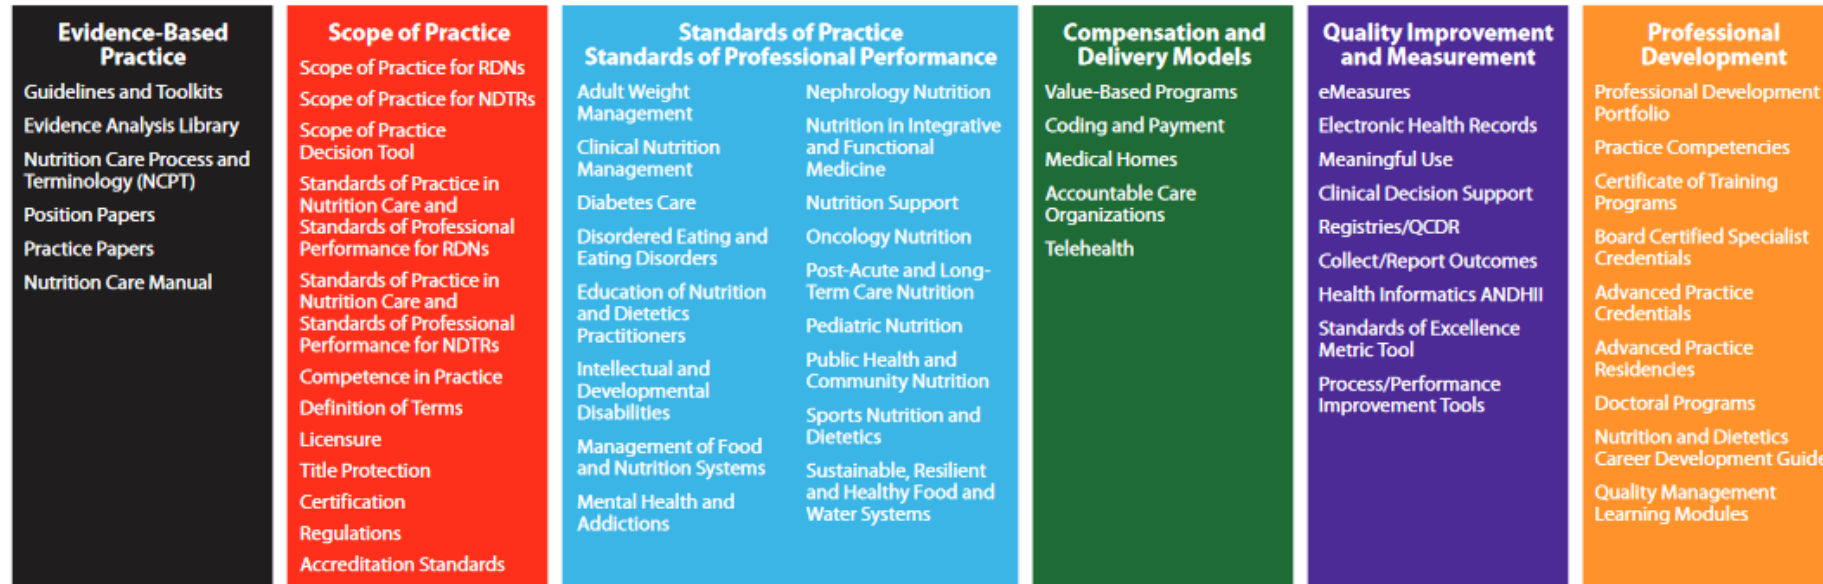 Evidence-Based
Practice
Guidelines and Toolkits
Evidence Analysis Library
Nutrition Care Process and
Terminology (NCPT)
Position Papers
Practice Papers
Nutrition Care Manual
Scope of Practice
Scope of Practice for RDNs
Scope of Practice for NDTRs
Scope of Practice
Decision Tool
Standards of Practice in
Nutrition Care and
Standards of Professional
Performance for RDNs
Standards of Practice in
Nutrition Care and
Standards of Professional
Performance for NDTRs
Competence in Practice
Definition of Terms
Licensure
Title Protection
Certification
Regulations
Accreditation Standards
Standards of Practice
Standards of Professional Performance
Adult Weight
Management
Clinical Nutrition
Management
Diabetes Care
Disordered Eating and
Eating Disorders
Education of Nutrition
and Dietetics
Practitioners
Intellectual and
Developmental
Disabilities
Management of Food
and Nutrition Systems
Mental Health and
Addictions
Nephrology Nutrition
Nutrition in Integrative
and Functional
Medicine
Nutrition Support
Oncology Nutrition
Post-Acute and Long-
Term Care Nutrition
Pediatric Nutrition
Public Health and
Community Nutrition
Sports Nutrition and
Dietetics
Sustainable, Resilient
and Healthy Food and
Water Systems
Compensation and
Delivery Models
Value-Based Programs
Coding and Payment
Medical Homes
Accountable Care
Organizations
Telehealth
Quality Improvement
and Measurement
eMeasures
Electronic Health Records
Meaningful Use
Clinical Decision Support
Registries/QCDR
Collect/Report Outcomes
Health Informatics ANDHII
Standards of Excellence
Metric Tool
Process/Performance
Improvement Tools
Professional
Development
Professional Development
Portfolio
Practice Competencies
Certificate of Training
Programs
Board Certified Specialist
Credentials
Advanced Practice
Credentials
Advanced Practice
Residencies
Doctoral Programs
Nutrition and Dietetics
Career Development Guide
Quality Management
Learning Modules